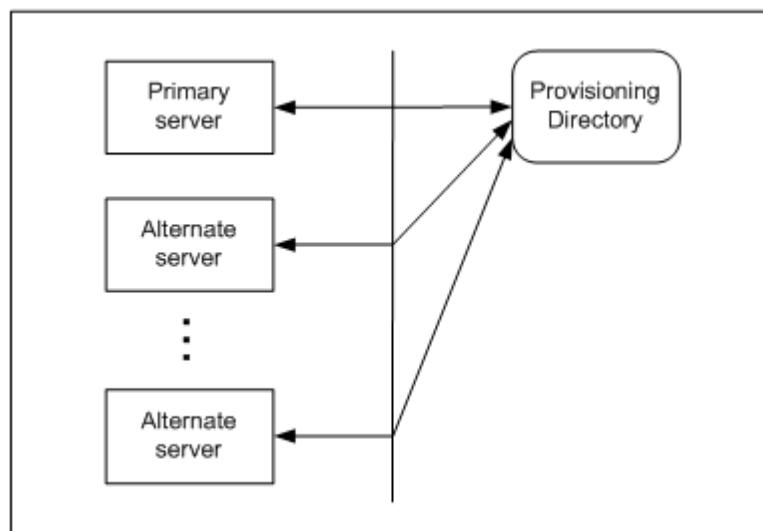 Primary
server
Provisioning
Directory
Alternate
server
Alternate
server